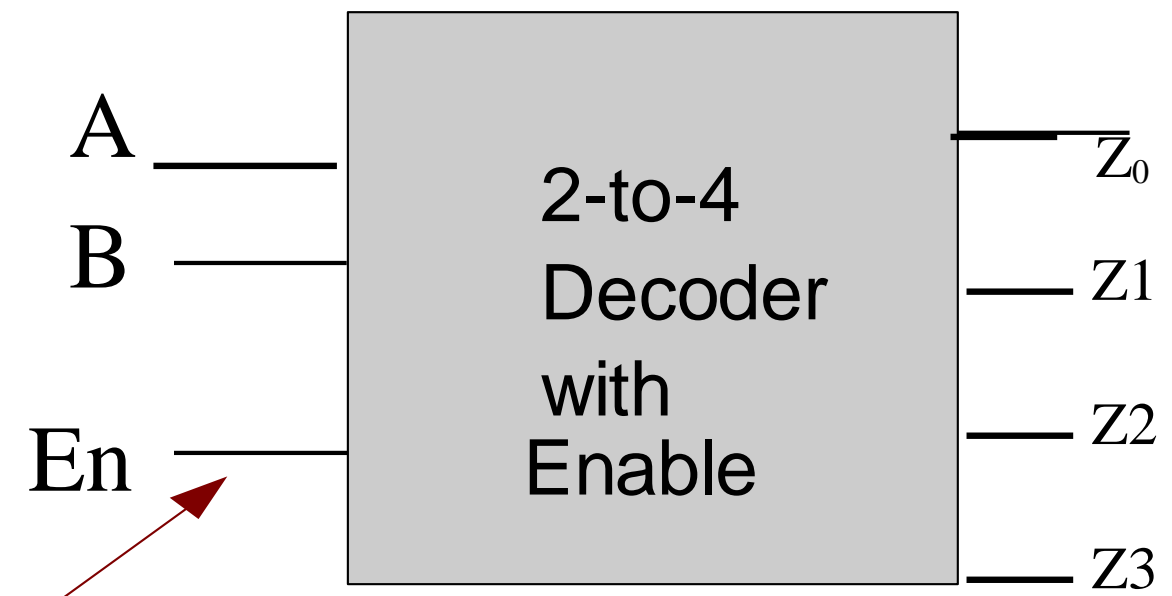 A
B
En
2-to-4
Decoder
with
Enable
Z₀
Z1
Z2
Z3